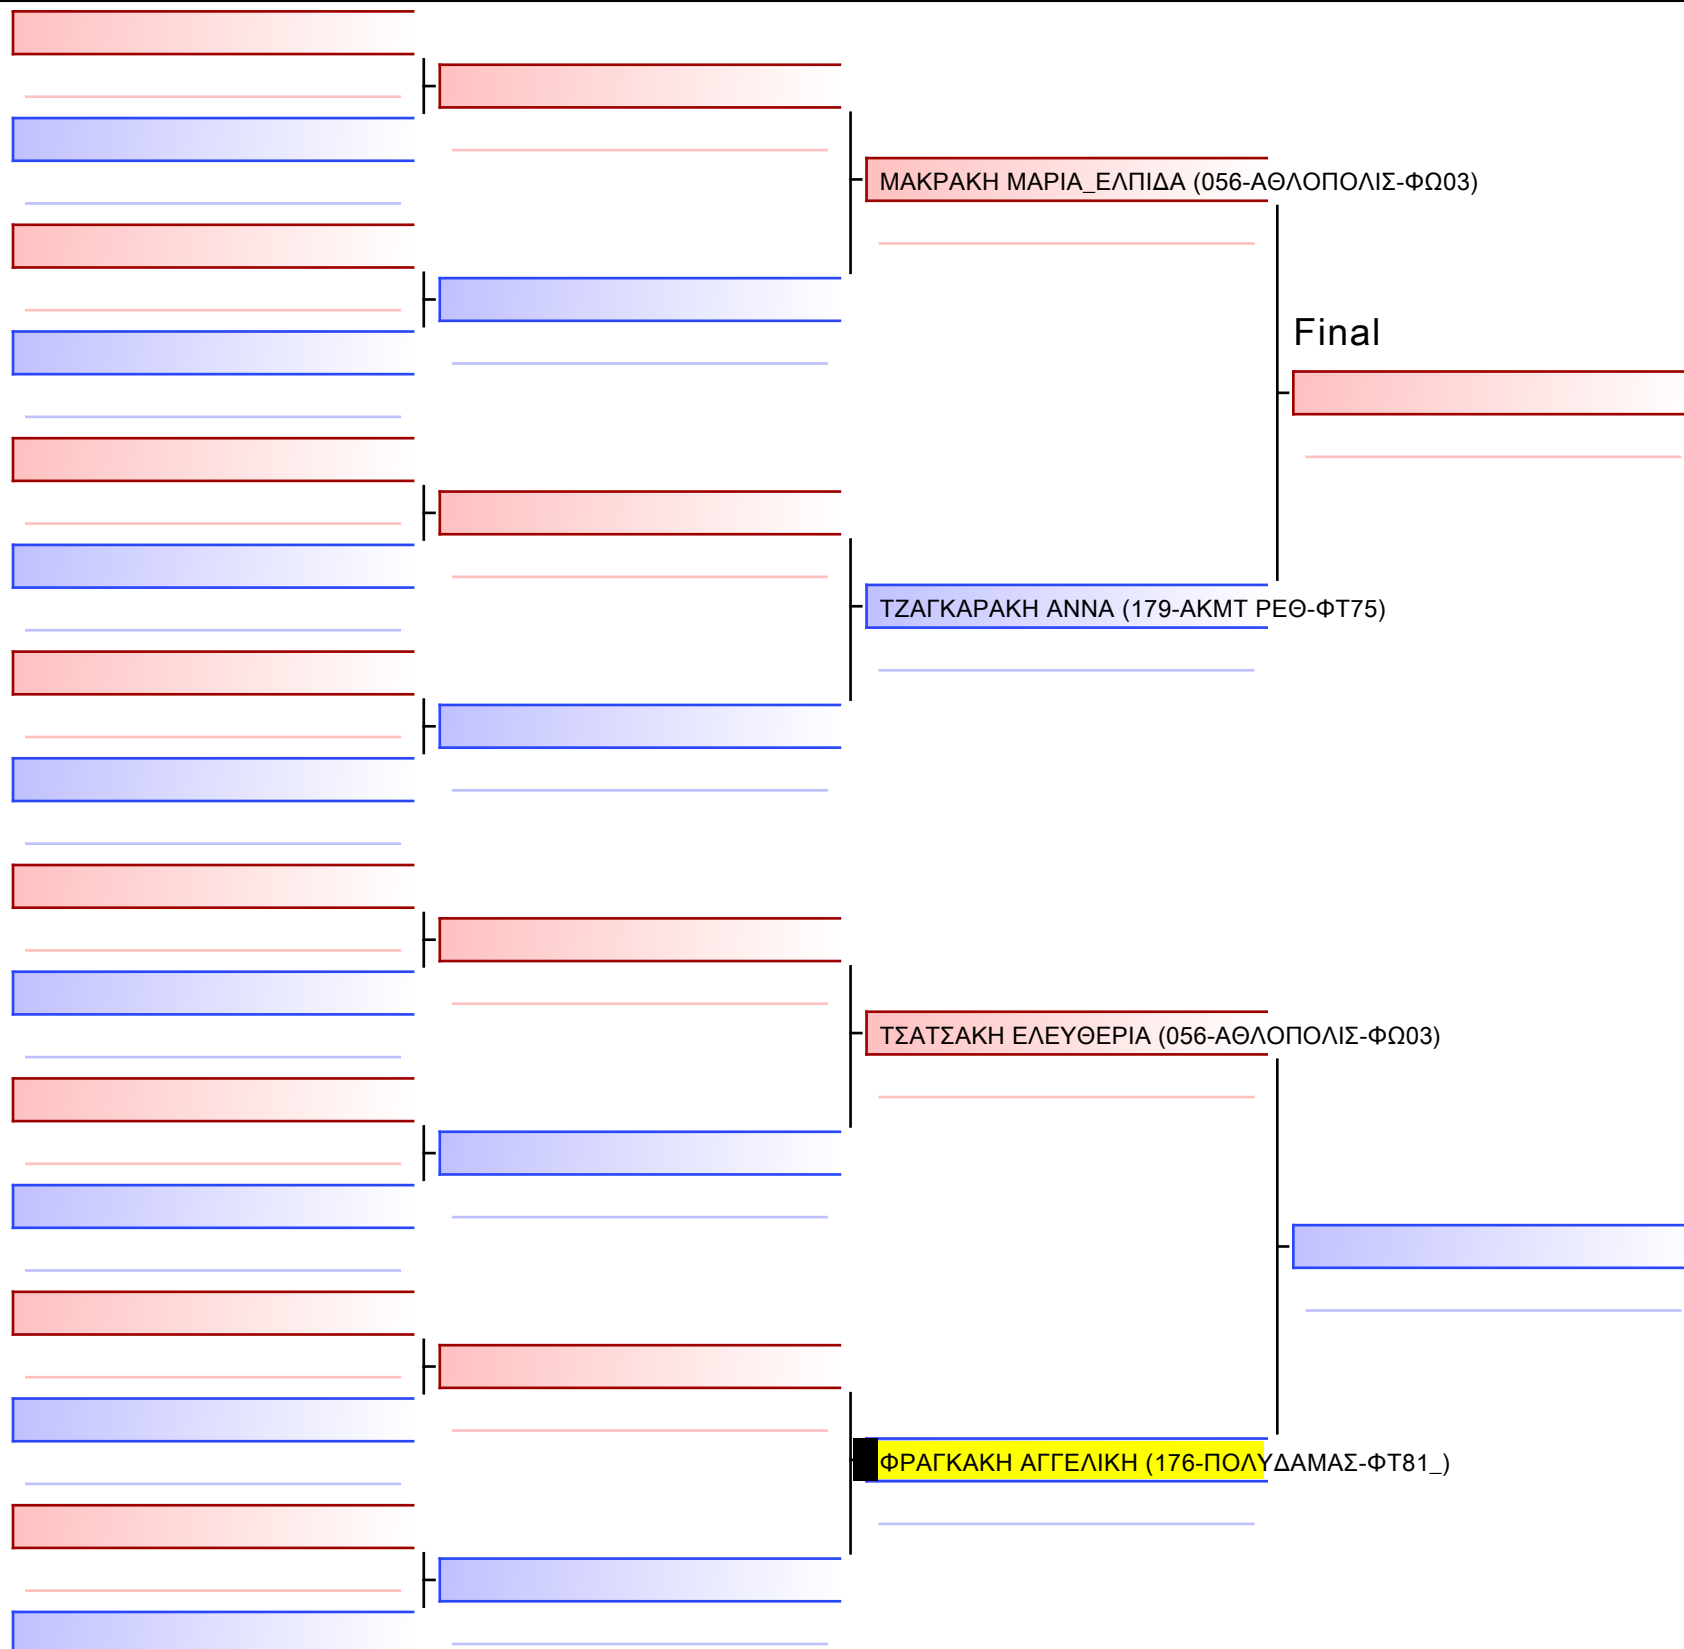 ΜΑΚΡΑΚΗ ΜΑΡΙΑ_ΕΛΠΙΔΑ (056-ΑΘΛΟΠΟΛΙΣ-ΦΩ03)
Final
ΤΖΑΓΚΑΡΑΚΗ ΑΝΝΑ (179-ΑΚΜΤ ΡΕΘ-ΦΤ75)
ΤΣΑΤΣΑΚΗ ΕΛΕΥΘΕΡΙΑ (056-ΑΘΛΟΠΟΛΙΣ-ΦΩ03)
ΦΡΑΓΚΑΚΗ ΑΓΓΕΛΙΚΗ (176-ΠΟΛΥΔΑΜΑΣ-ΦΤ81_)